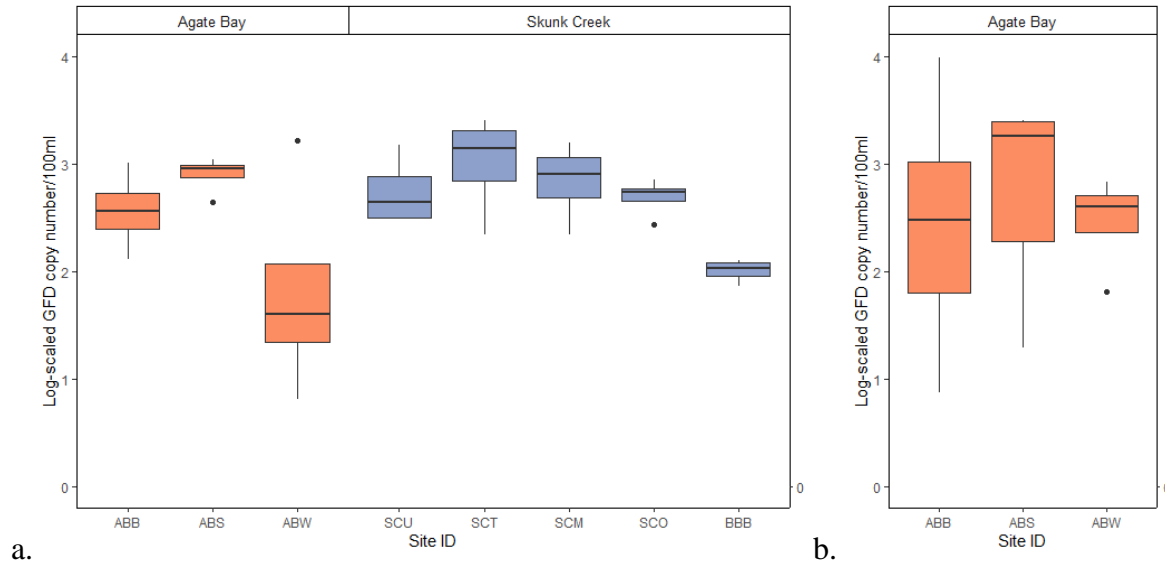 Agate Bay Skunk Creek
Log-scaled GFD copy number/100ml
4
3
2
1
0 0
ABB ABS ABW SCU SCT SCM SCO BBB
Site ID
a.
Agate Bay
Log-scaled GFD copy number/100ml
4
3
2
1
0 0
ABB ABS ABW
Site ID
b.